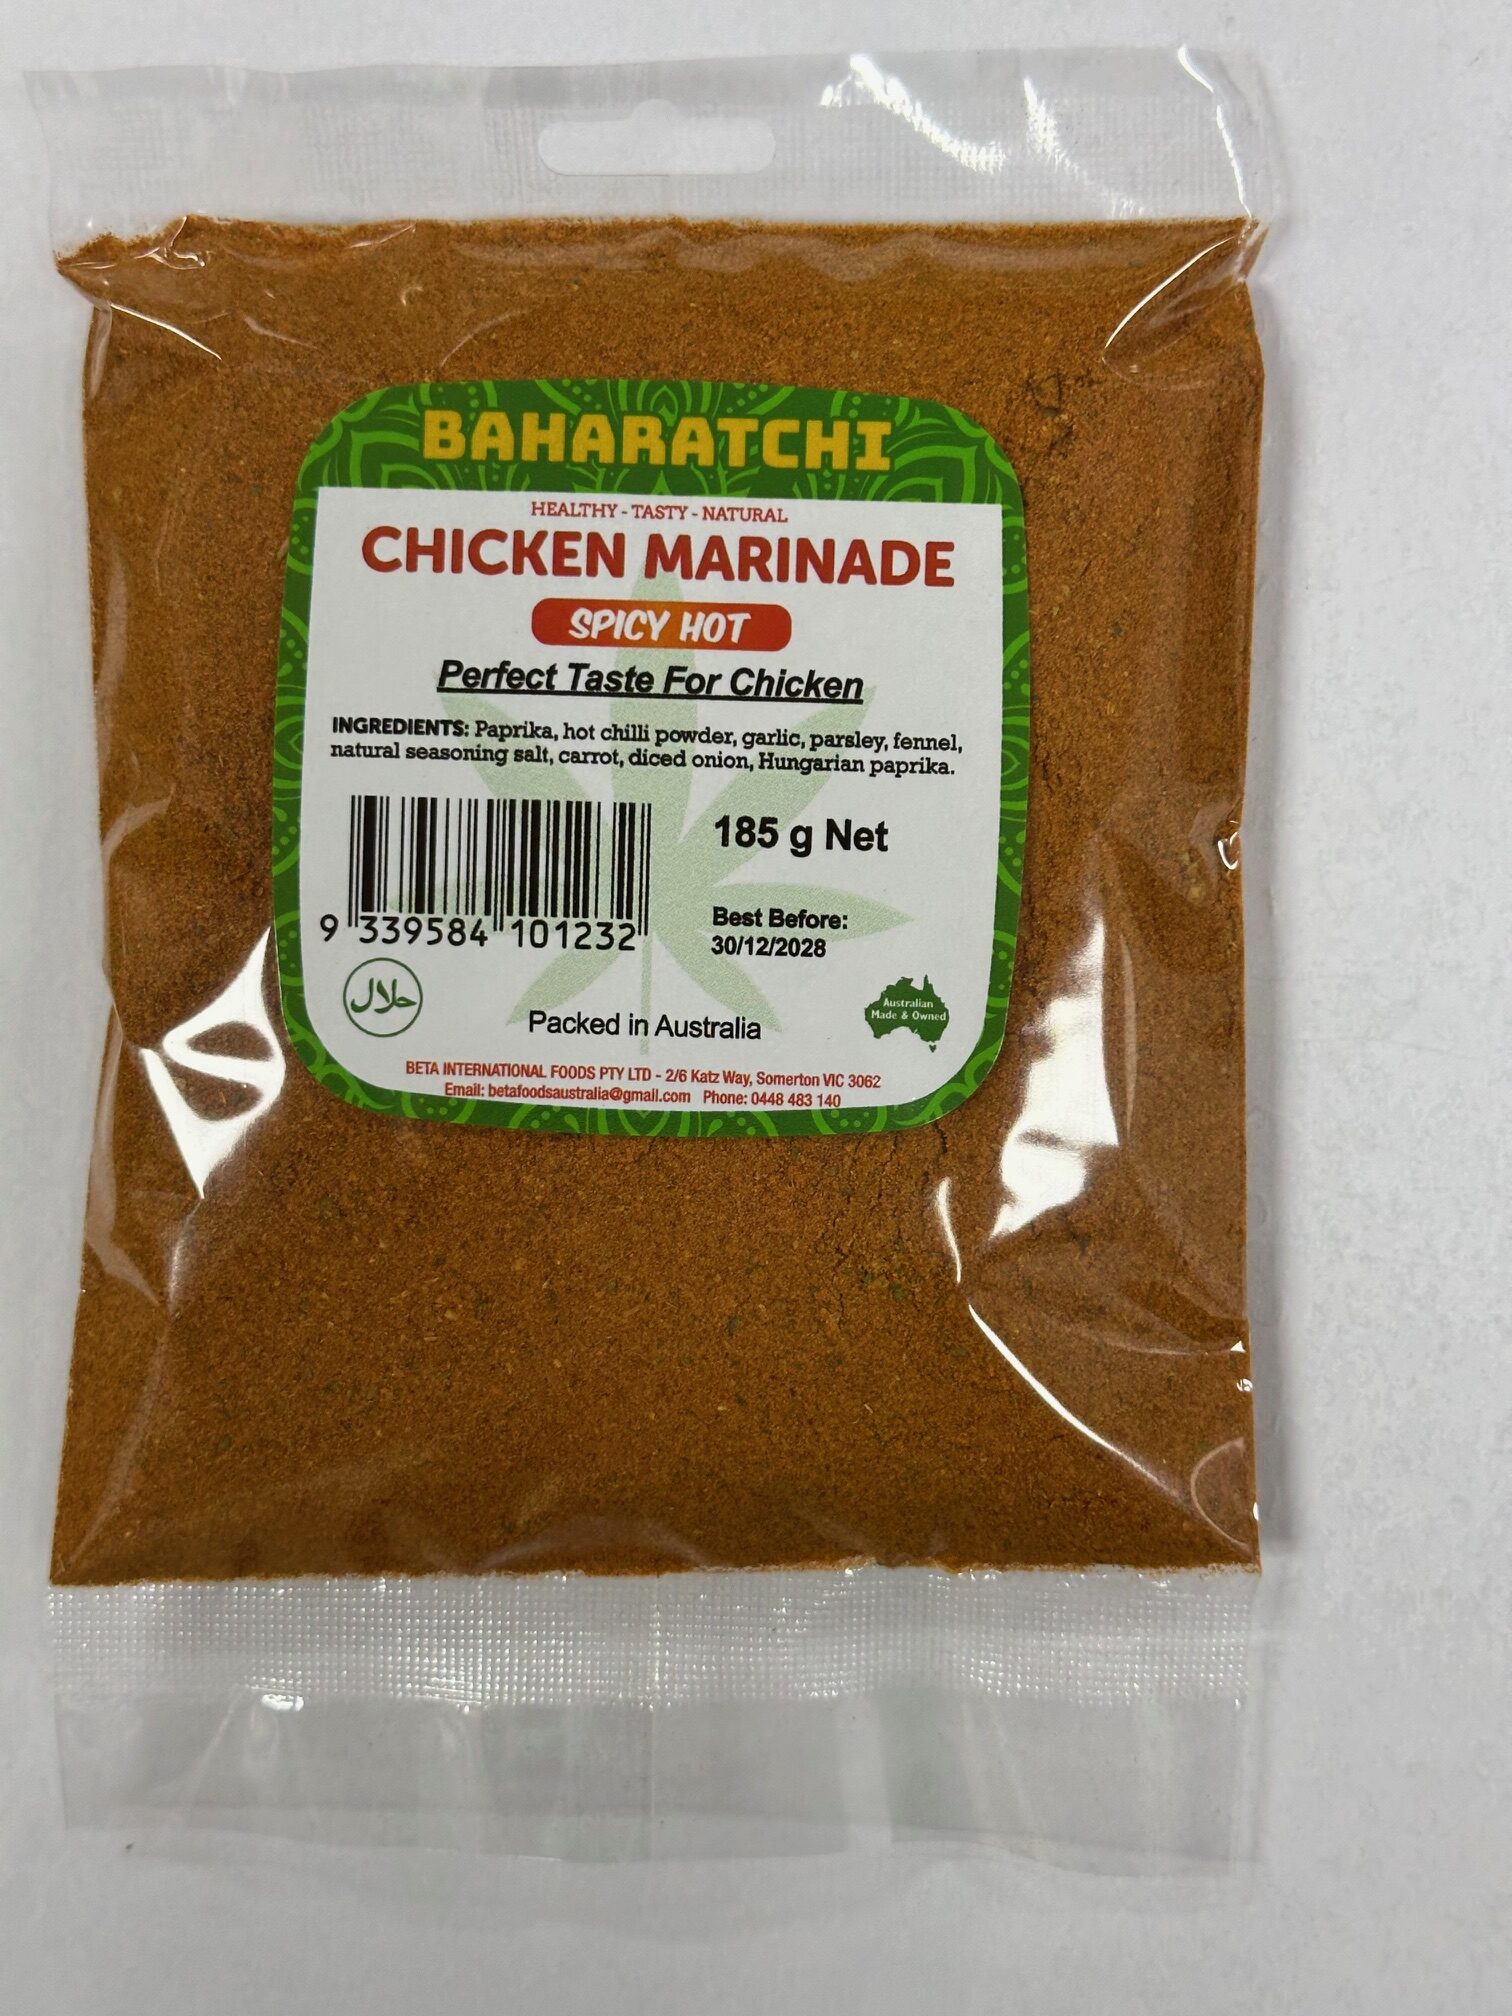 BAHARATCHI
HEALTHY - TASTY - NATURAL
CHICKEN MARINADE
SPICY HOT
Perfect Taste For Chicken
INGREDIENTS: Paprika, hot chilli powder, garlic, parsley, fennel,
natural seasoning salt, carrot, diced onion, Hungarian paprika.
185 g Net
9 339584 101232
Best Before:
30/12/2028
حلال
Australian
Made & Owned
Packed in Australia
BETA INTERNATIONAL FOODS PTY LTD - 2/6 Katz Way, Somerton VIC 3062
Email: betafoodsaustralia@gmail.com Phone: 0448 483 140